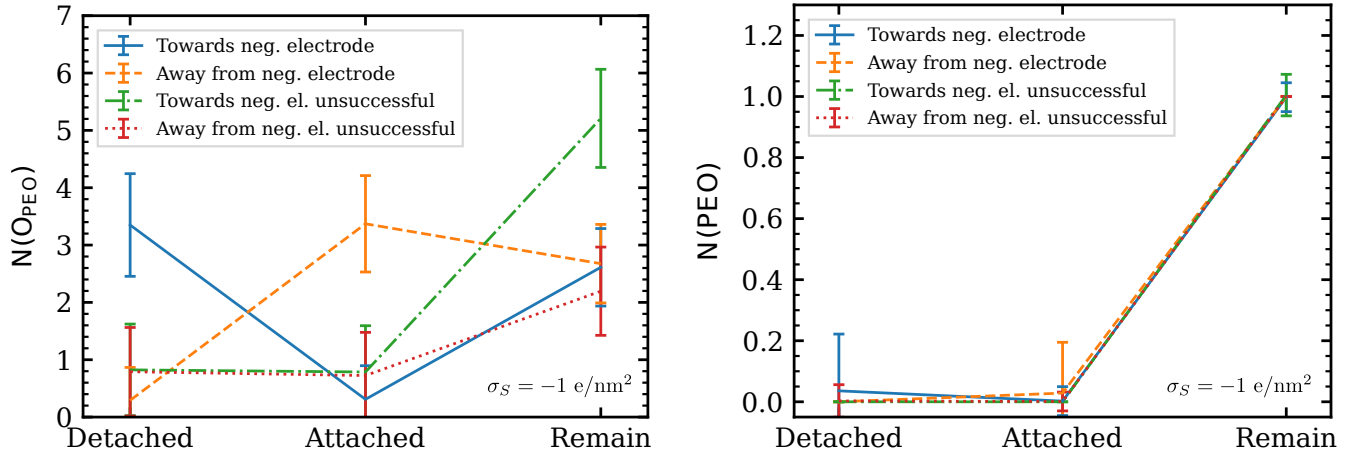 7
6
5
4
3
2
1
0
N(O_PEO)
Towards neg. electrode
Away from neg. electrode
Towards neg. el. unsuccessful
Away from neg. el. unsuccessful
σ_S = −1 e/nm²
Detached Attached Remain
1.2
1.0
0.8
0.6
0.4
0.2
0.0
N(PEO)
Towards neg. electrode
Away from neg. electrode
Towards neg. el. unsuccessful
Away from neg. el. unsuccessful
σ_S = −1 e/nm²
Detached Attached Remain